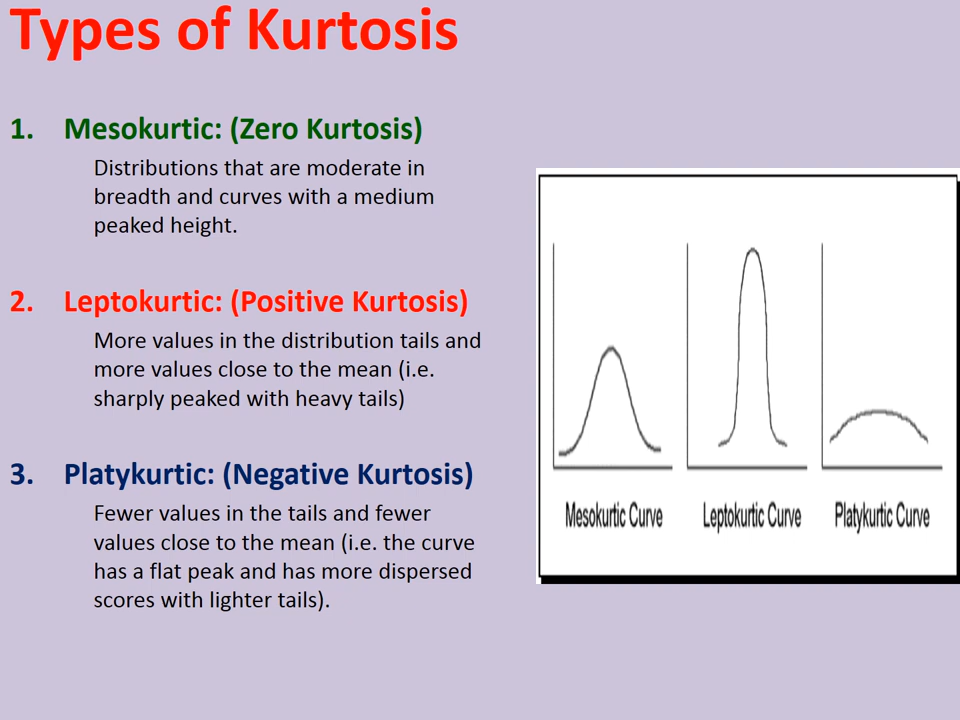 Types of Kurtosis
1. Mesokurtic: (Zero Kurtosis)
Distributions that are moderate in
breadth and curves with a medium
peaked height.
2. Leptokurtic: (Positive Kurtosis)
More values in the distribution tails and
more values close to the mean (i.e.
sharply peaked with heavy tails)
3. Platykurtic: (Negative Kurtosis)
Fewer values in the tails and fewer
values close to the mean (i.e. the curve
has a flat peak and has more dispersed
scores with lighter tails).
Mesokurtic Curve
Leptokurtic Curve
Platykurtic Curve